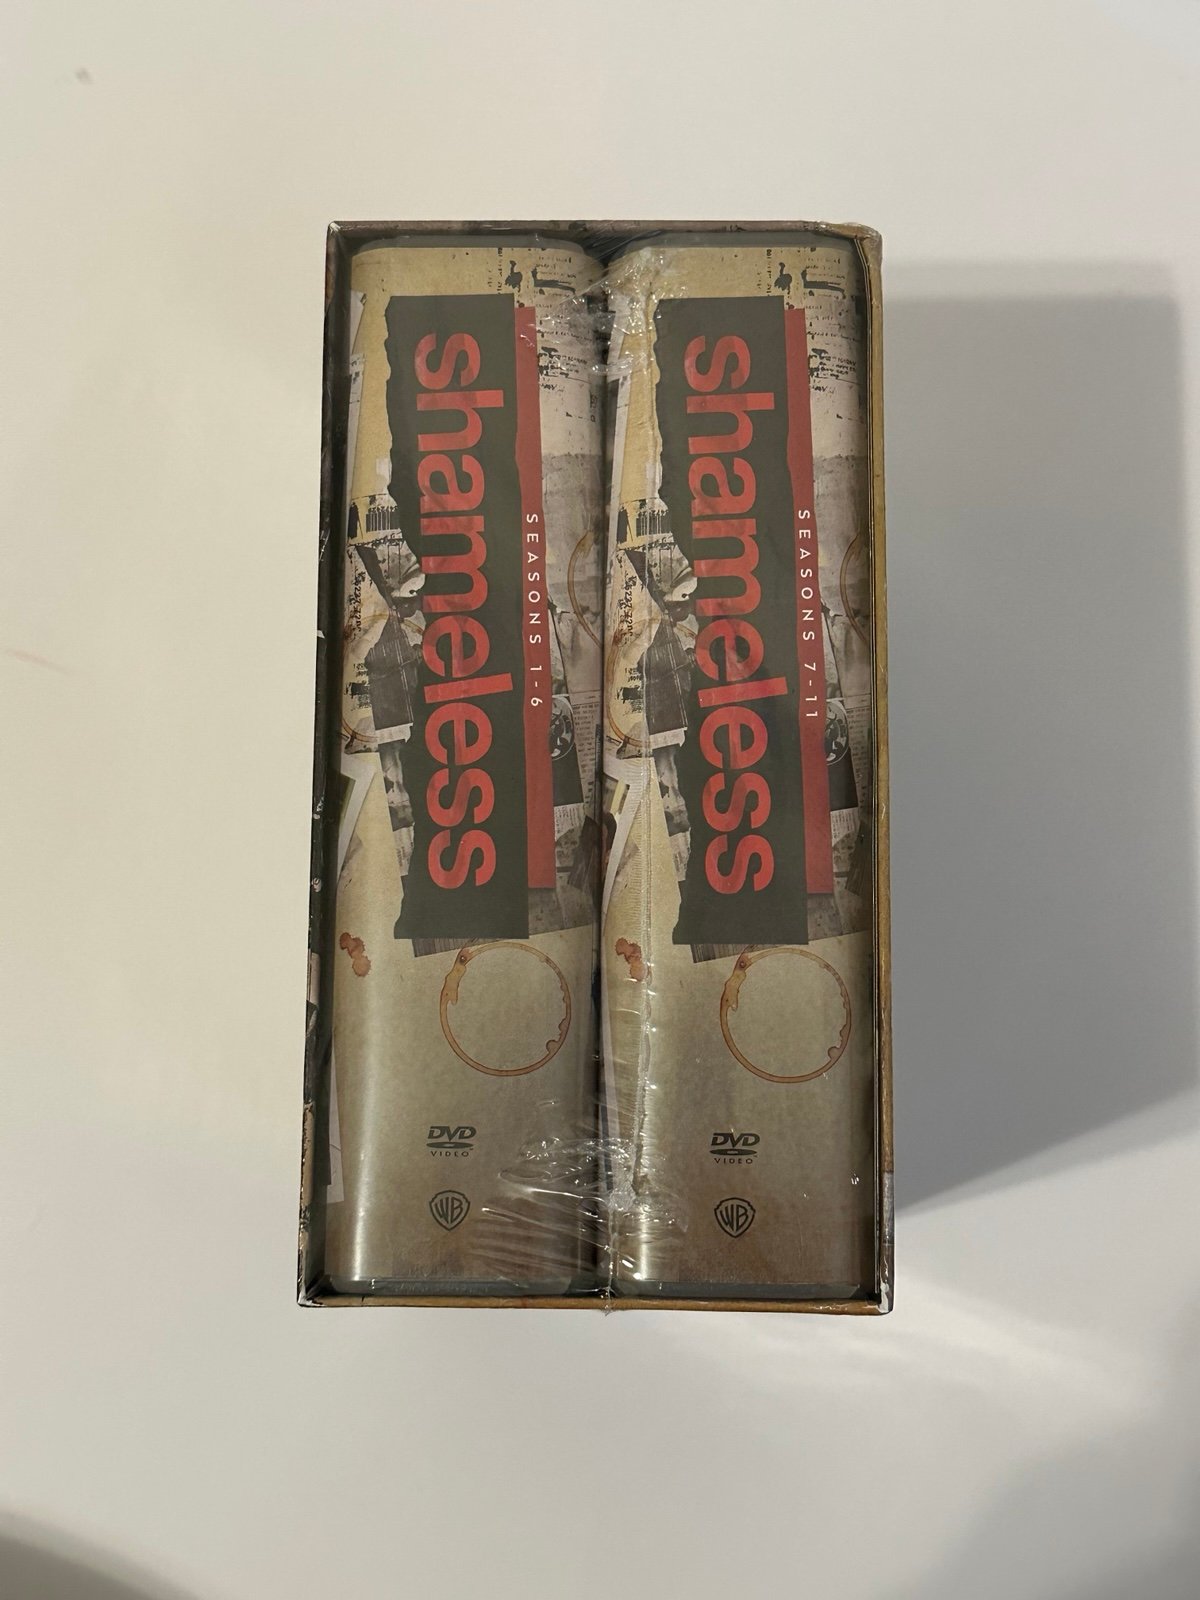 shameless
SEASONS 1-6
DVD
VIDEO
WB
shameless
SEASONS 7-11
DVD
VIDEO
WB